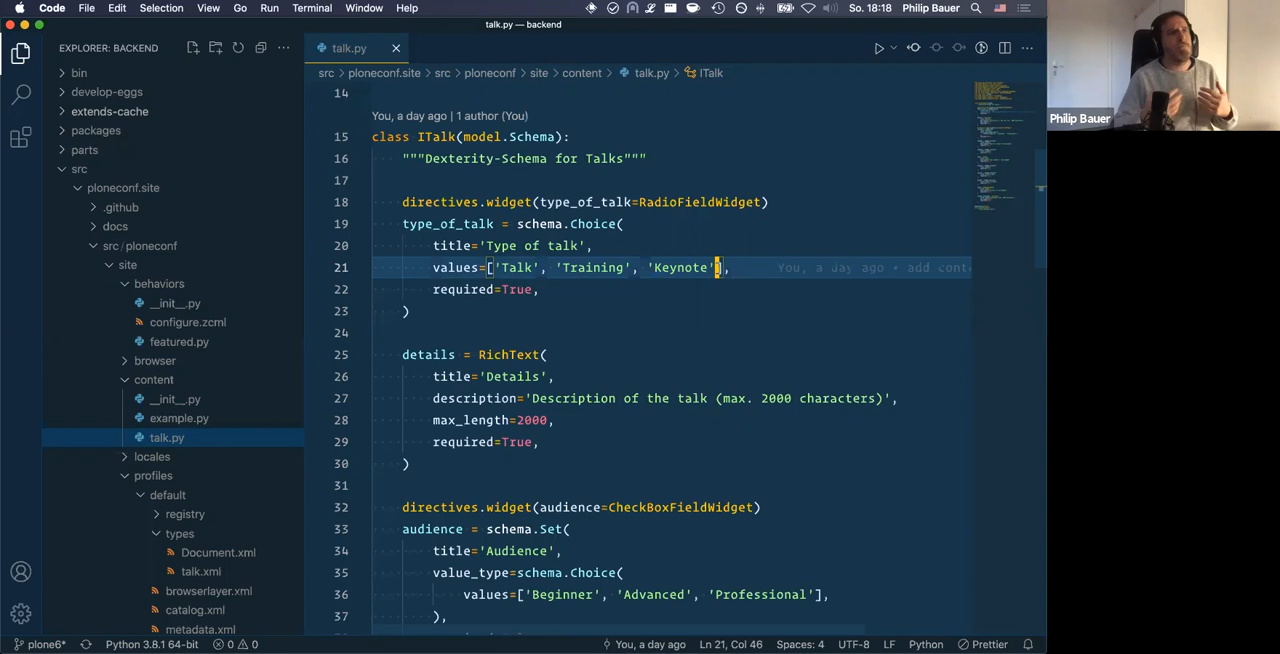 Code File Edit Selection View Go Run Terminal Window Help So. 18:18 Philip Bauer
talk.py — backend
EXPLORER: BACKEND
bin
develop-eggs
extends-cache
packages
parts
src
ploneconf.site
.github
docs
src/ploneconf
site
behaviors
__init__.py
configure.zcml
featured.py
browser
content
__init__.py
example.py
talk.py
locales
profiles
default
registry
types
Document.xml
talk.xml
browserlayer.xml
catalog.xml
metadata.xml
talk.py
src > ploneconf.site > src > ploneconf > site > content > talk.py > ITalk
14
You, a day ago | 1 author (You)
15 class ITalk(model.Schema):
16 """Dexterity-Schema for Talks"""
17
18 directives.widget(type_of_talk=RadioFieldWidget)
19 type_of_talk = schema.Choice(
20 title='Type of talk',
21 values=['Talk', 'Training', 'Keynote'], You, a day ago • add cont
22 required=True,
23 )
24
25 details = RichText(
26 title='Details',
27 description='Description of the talk (max. 2000 characters)',
28 max_length=2000,
29 required=True,
30 )
31
32 directives.widget(audience=CheckBoxFieldWidget)
33 audience = schema.Set(
34 title='Audience',
35 value_type=schema.Choice(
36 values=['Beginner', 'Advanced', 'Professional'],
37 ),
Philip Bauer
plone6* Python 3.8.1 64-bit 0 0 You, a day ago Ln 21, Col 46 Spaces: 4 UTF-8 LF Python Prettier